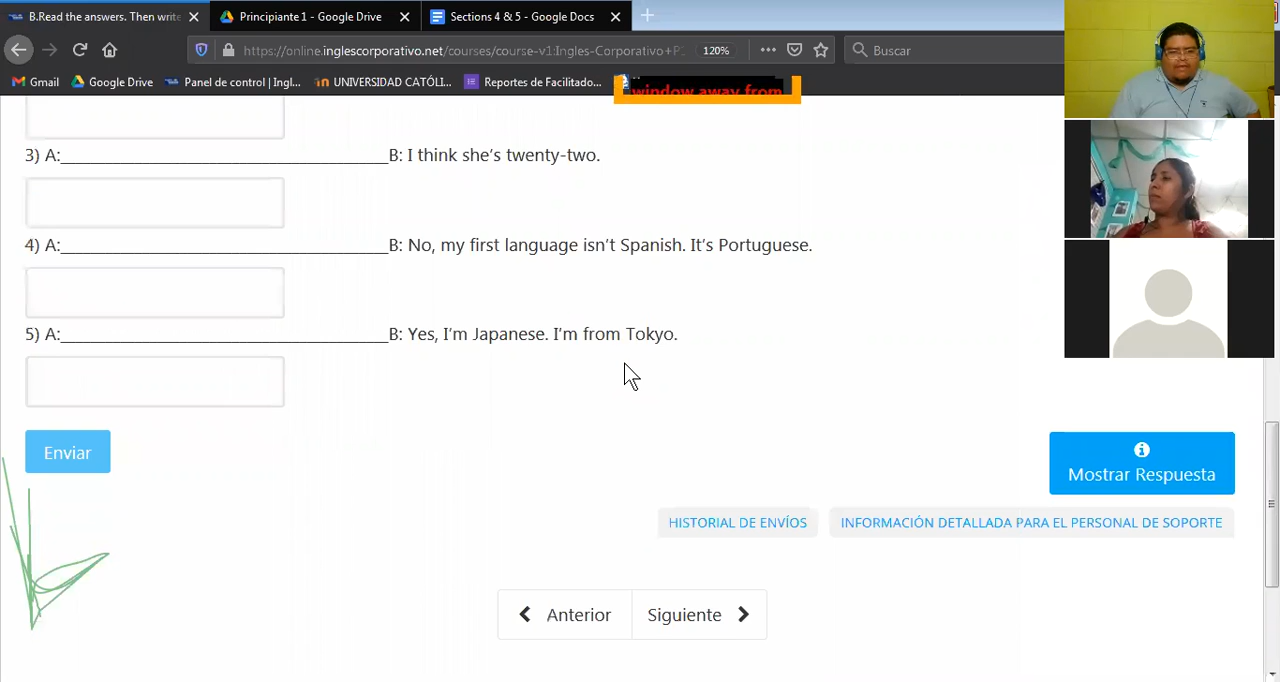 B.Read the answers. Then write
Principiante 1 - Google Drive
Sections 4 & 5 - Google Docs
https://online.inglescorporativo.net/courses/course-v1:Ingles-Corporativo+P
120%
Buscar
Gmail
Google Drive
Panel de control | Ingl...
UNIVERSIDAD CATÓLI...
Reportes de Facilitado...
window away from
3) A:______________________________________B: I think she's twenty-two.
4) A:______________________________________B: No, my first language isn't Spanish. It's Portuguese.
5) A:______________________________________B: Yes, I'm Japanese. I'm from Tokyo.
Enviar
Mostrar Respuesta
HISTORIAL DE ENVÍOS
INFORMACIÓN DETALLADA PARA EL PERSONAL DE SOPORTE
Anterior
Siguiente